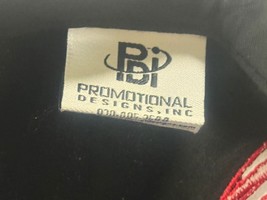 PDi
PROMOTIONAL
DESIGNS, INC